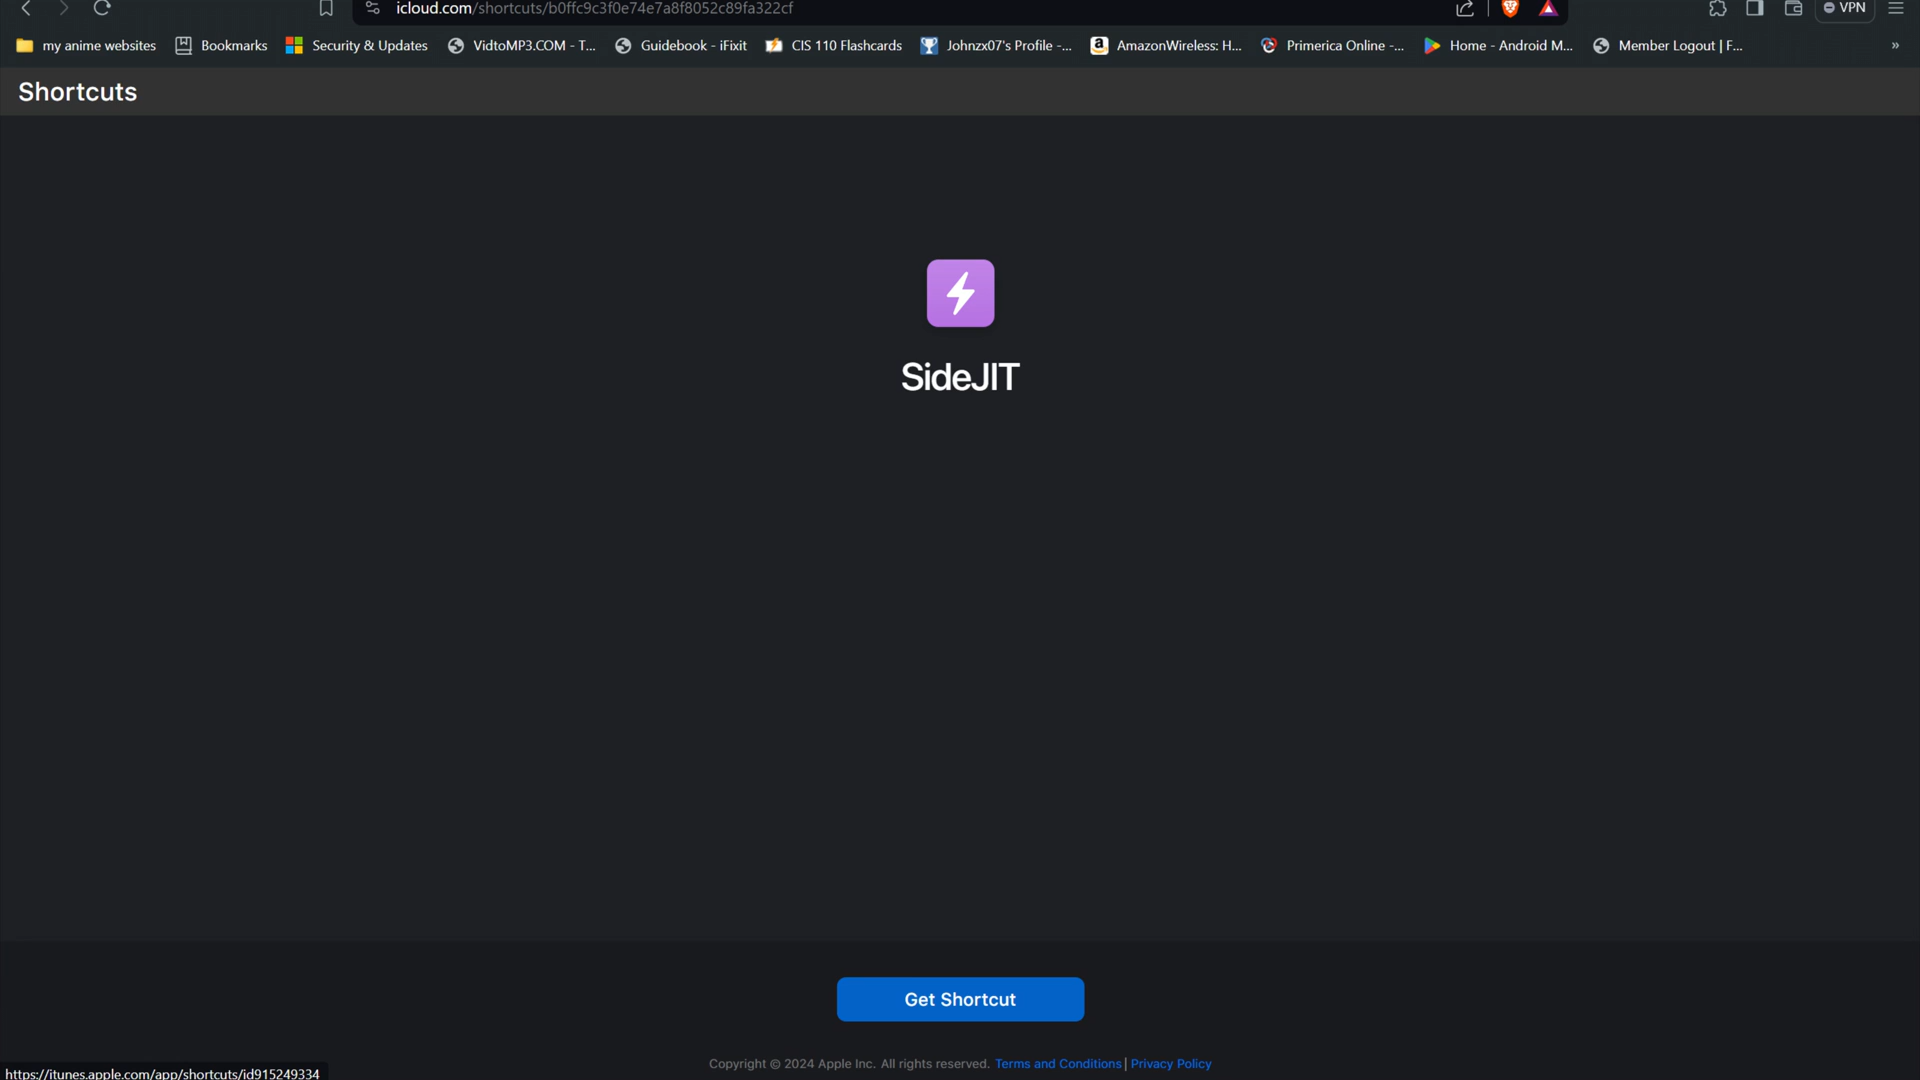 icloud.com/shortcuts/b0ffc9c3f0e74e7a8f8052c89fa322cf VPN
my anime websites Bookmarks Security & Updates VidtoMP3.COM - T... Guidebook - iFixit CIS 110 Flashcards Johnzx07's Profile -... AmazonWireless: H... Primerica Online -... Home - Android M... Member Logout | F... »
Shortcuts
SideJIT
Get Shortcut
Copyright © 2024 Apple Inc. All rights reserved. Terms and Conditions | Privacy Policy
https://itunes.apple.com/app/shortcuts/id915249334